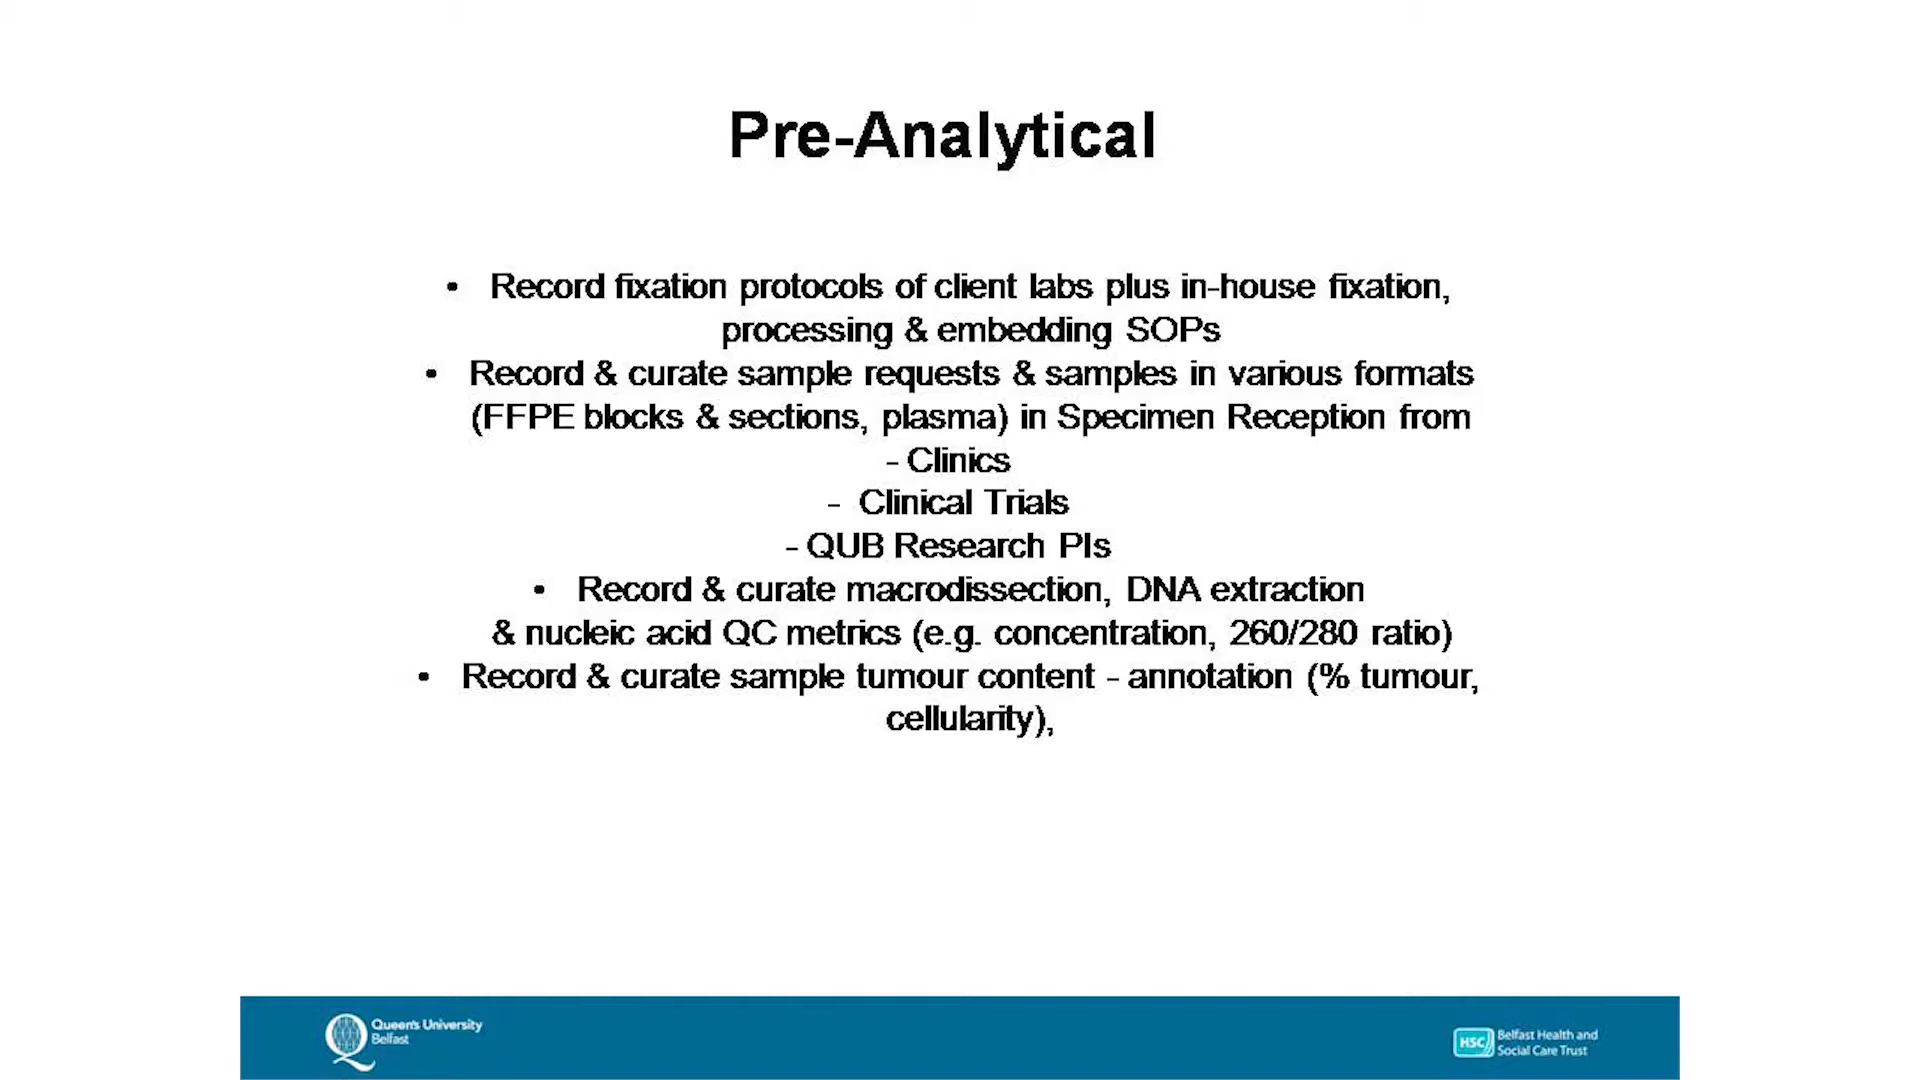 Pre-Analytical
• Record fixation protocols of client labs plus in-house fixation,
processing & embedding SOPs
• Record & curate sample requests & samples in various formats
(FFPE blocks & sections, plasma) in Specimen Reception from
- Clinics
- Clinical Trials
- QUB Research PIs
• Record & curate macrodissection, DNA extraction
& nucleic acid QC metrics (e.g. concentration, 260/280 ratio)
• Record & curate sample tumour content - annotation (% tumour,
cellularity),
Queen's University
Belfast
HSC
Belfast Health and
Social Care Trust